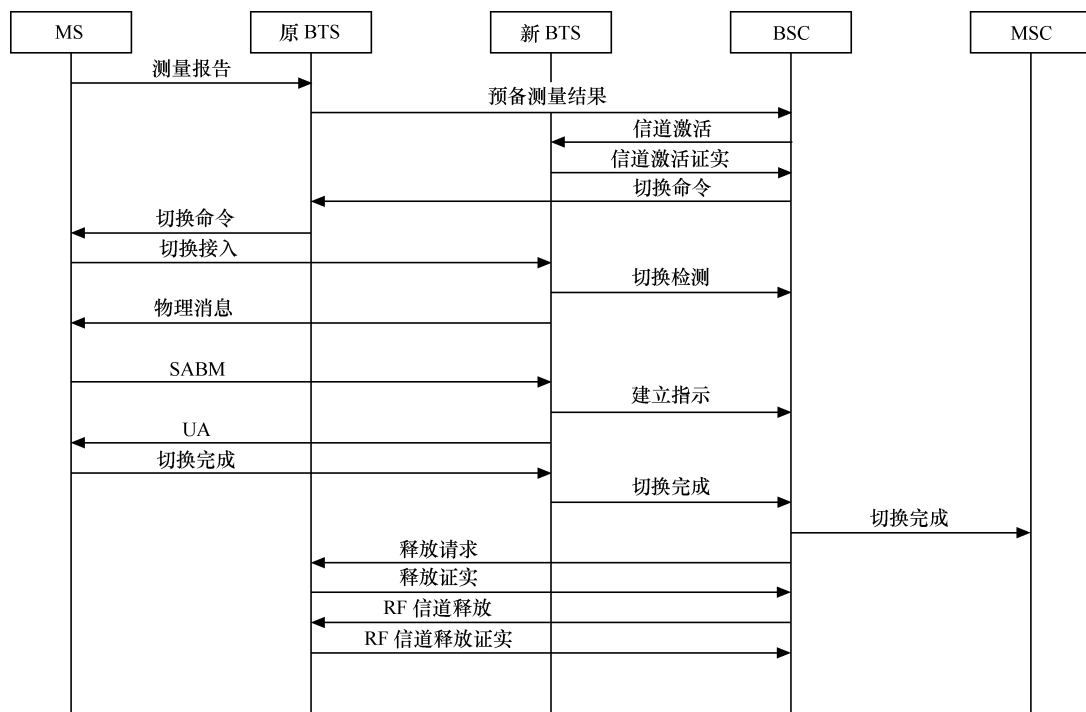 MS
原 BTS
新 BTS
BSC
MSC
测量报告
预备测量结果
信道激活
信道激活证实
切换命令
切换命令
切换接入
切换检测
物理消息
SABM
建立指示
UA
切换完成
切换完成
切换完成
释放请求
释放证实
RF 信道释放
RF 信道释放证实